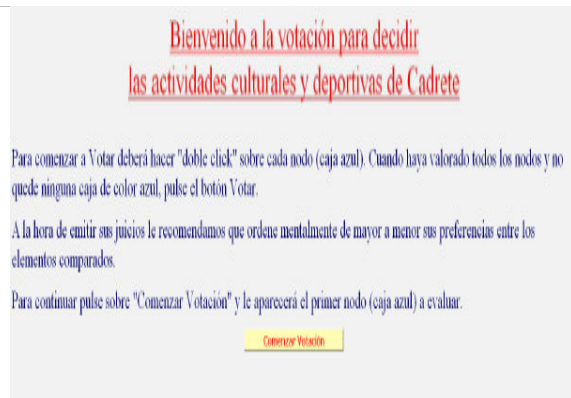 Bienvenido a la votación para decidir
las actividades culturales y deportivas de Cadrete
Para comenzar a Votar deberá hacer "doble click" sobre cada nodo (caja azul). Cuando haya valorado todos los nodos y no
quede ninguna caja de color azul, pulse el botón Votar.
A la hora de emitir sus juicios le recomendamos que ordene mentalmente de mayor a menor sus preferencias entre los
elementos comparados.
Para continuar pulse sobre "Comenzar Votación" y le aparecerá el primer nodo (caja azul) a evaluar.
Comenzar Votación